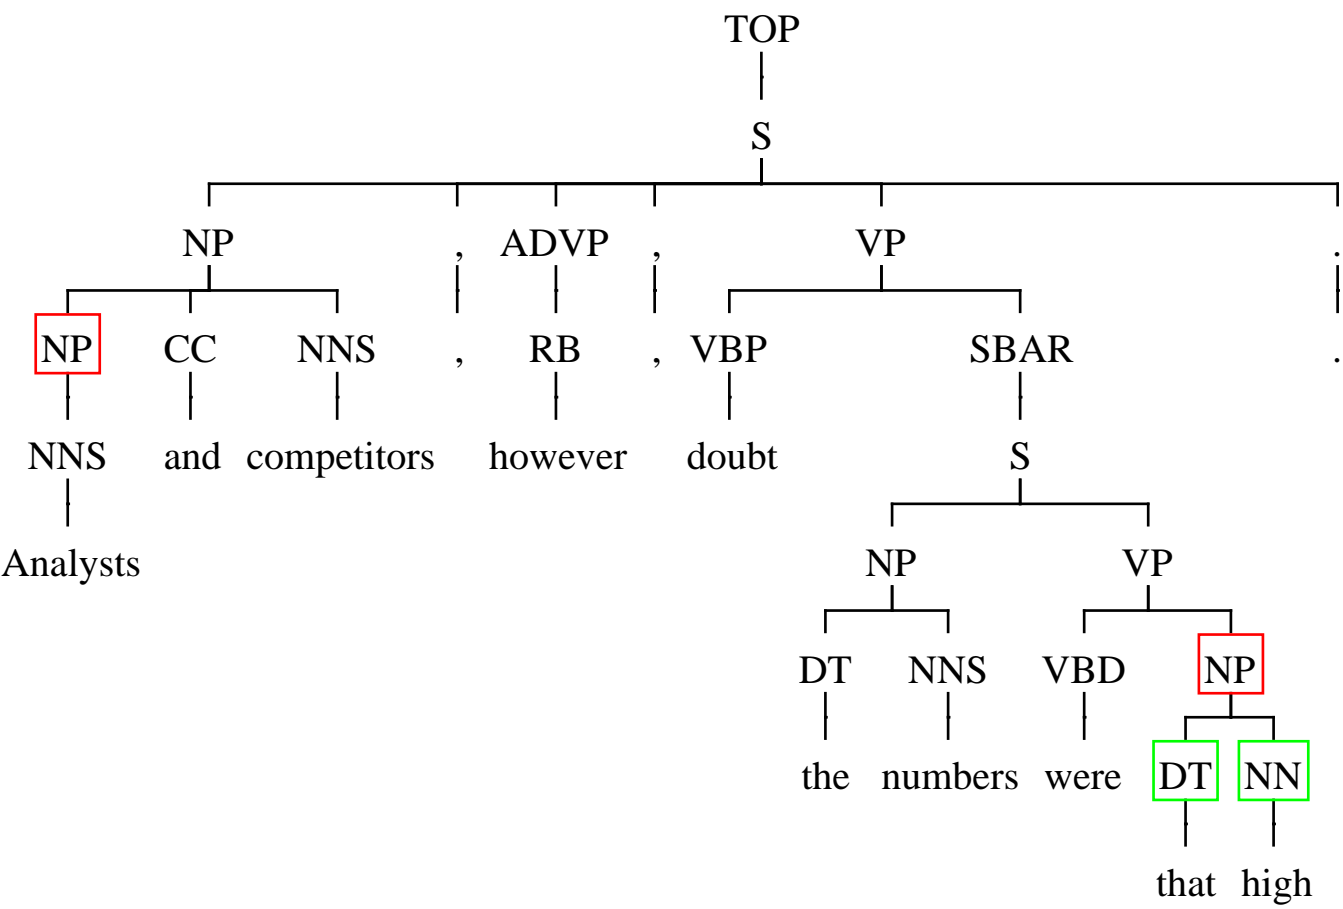 TOP
S
NP , ADVP , VP .
NP CC NNS , RB , VBP SBAR .
NNS and competitors however doubt S
Analysts NP VP
DT NNS VBD NP
the numbers were DT NN
that high